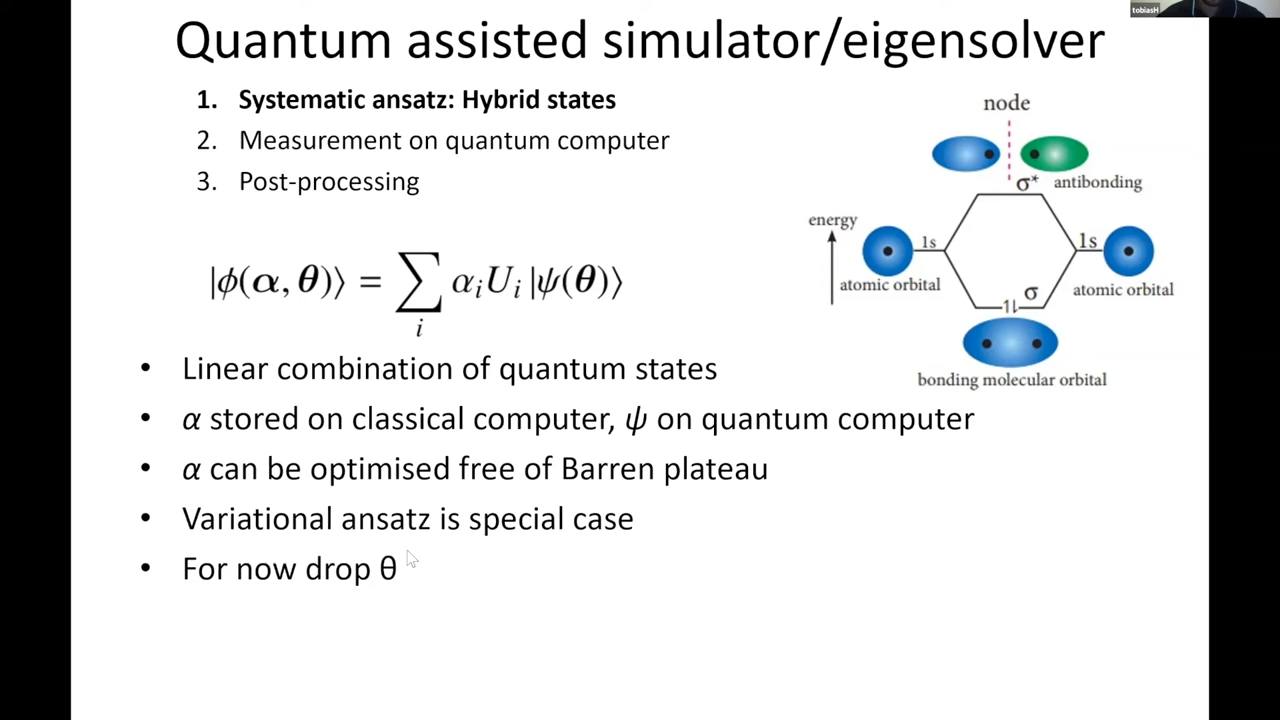 tobiasH
Quantum assisted simulator/eigensolver
1. Systematic ansatz: Hybrid states
2. Measurement on quantum computer
3. Post-processing
|ϕ(α, θ)⟩ = ∑ᵢ αᵢUᵢ |ψ(θ)⟩
node
σ* antibonding
energy
1s
1s
atomic orbital
atomic orbital
σ
1⇂
bonding molecular orbital
• Linear combination of quantum states
• α stored on classical computer, ψ on quantum computer
• α can be optimised free of Barren plateau
• Variational ansatz is special case
• For now drop θ